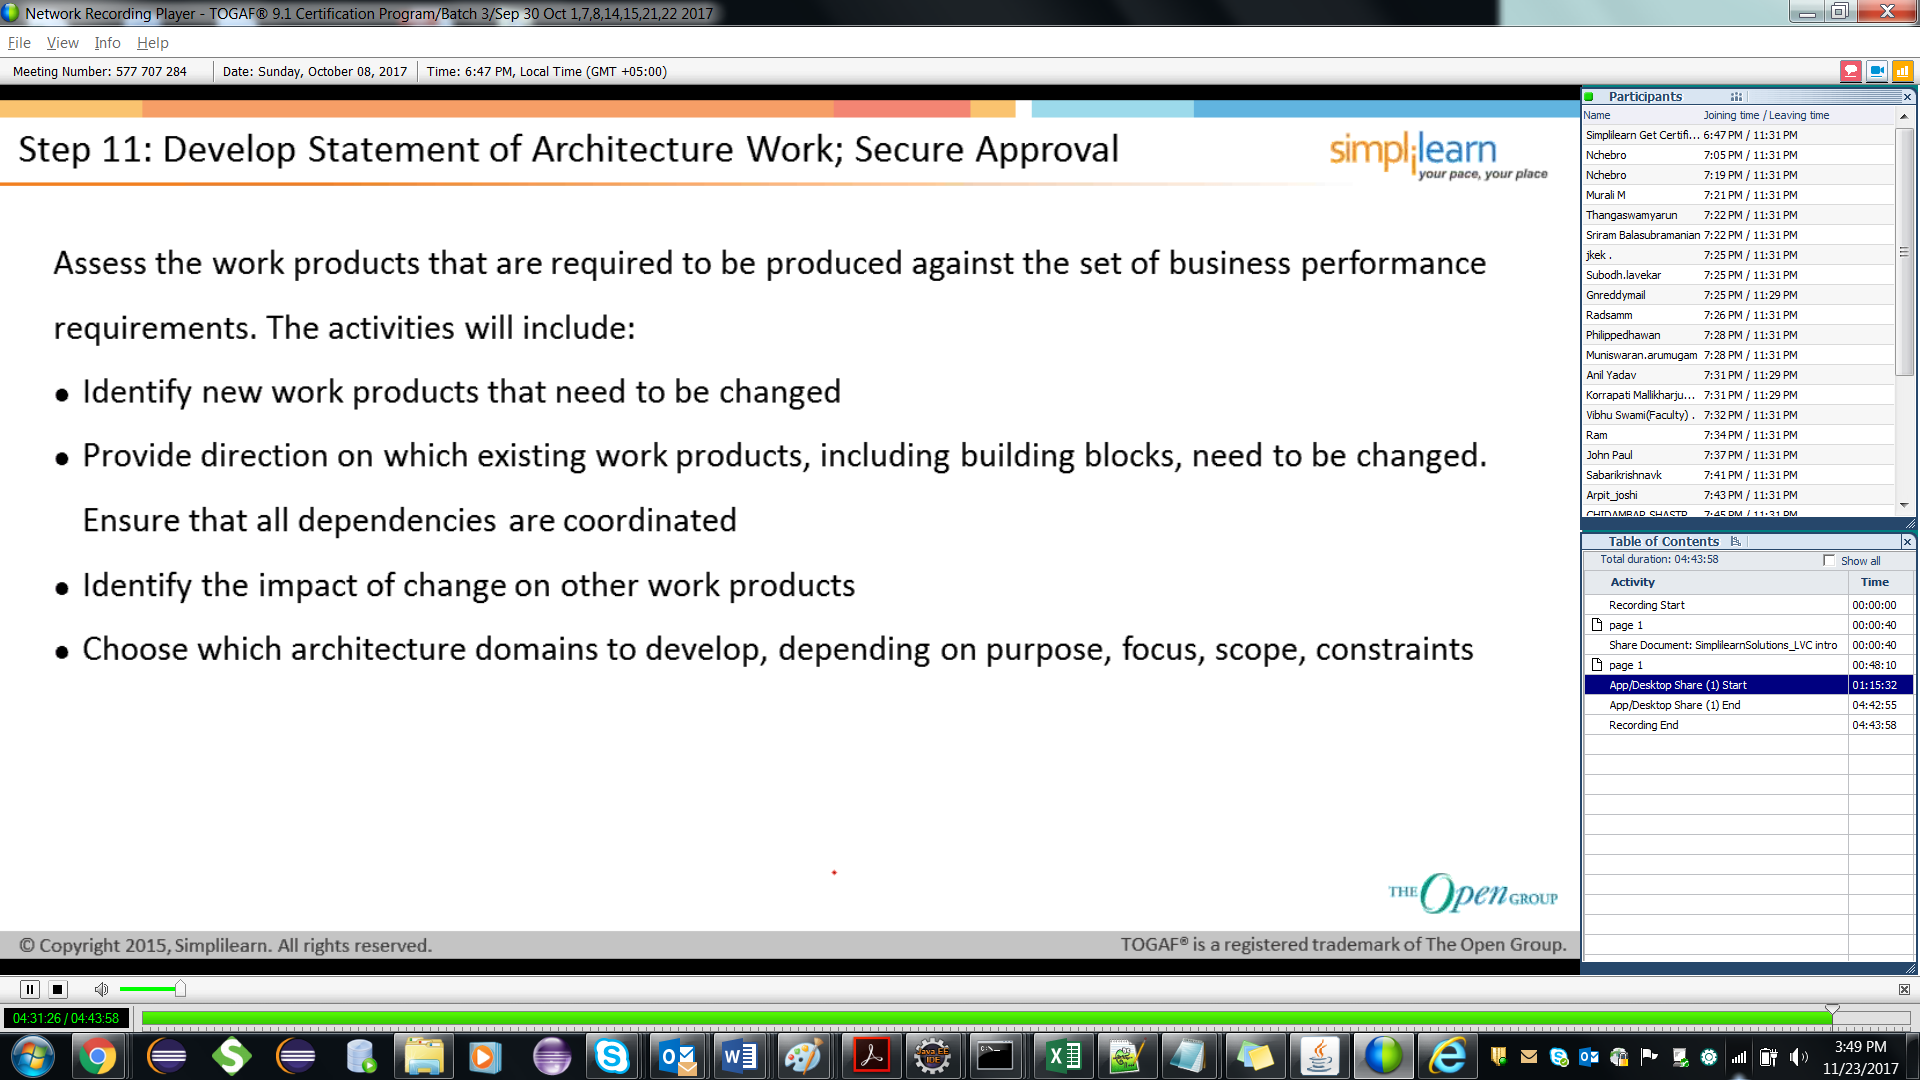 Network Recording Player - TOGAF® 9.1 Certification Program/Batch 3/Sep 30 Oct 1,7,8,14,15,21,22 2017
File View Info Help
Meeting Number: 577 707 284 Date: Sunday, October 08, 2017 Time: 6:47 PM, Local Time (GMT +05:00)
Step 11: Develop Statement of Architecture Work; Secure Approval
simplilearn
your pace, your place
Assess the work products that are required to be produced against the set of business performance
requirements. The activities will include:
● Identify new work products that need to be changed
● Provide direction on which existing work products, including building blocks, need to be changed.
Ensure that all dependencies are coordinated
● Identify the impact of change on other work products
● Choose which architecture domains to develop, depending on purpose, focus, scope, constraints
THE Open GROUP
© Copyright 2015, Simplilearn. All rights reserved.
TOGAF® is a registered trademark of The Open Group.
Participants
Name Joining time / Leaving time
Simplilearn Get Certifi... 6:47 PM / 11:31 PM
Nchebro 7:05 PM / 11:31 PM
Nchebro 7:19 PM / 11:31 PM
Murali M 7:21 PM / 11:31 PM
Thangaswamyarun 7:22 PM / 11:31 PM
Sriram Balasubramanian 7:22 PM / 11:31 PM
jkek . 7:25 PM / 11:31 PM
Subodh.lavekar 7:25 PM / 11:31 PM
Gnreddymail 7:25 PM / 11:29 PM
Radsamm 7:26 PM / 11:31 PM
Philippedhawan 7:28 PM / 11:31 PM
Muniswaran.arumugam 7:28 PM / 11:31 PM
Anil Yadav 7:31 PM / 11:29 PM
Korrapati Mallikharju... 7:31 PM / 11:29 PM
Vibhu Swami(Faculty) . 7:32 PM / 11:31 PM
Ram 7:34 PM / 11:31 PM
John Paul 7:37 PM / 11:31 PM
Sabarikrishnavk 7:41 PM / 11:31 PM
Arpit_joshi 7:43 PM / 11:31 PM
CHIDAMBAR SHASTR 7:45 PM / 11:31 PM
Table of Contents
Total duration: 04:43:58 Show all
Activity Time
Recording Start 00:00:00
page 1 00:00:40
Share Document: SimplilearnSolutions_LVC intro 00:00:40
page 1 00:48:10
App/Desktop Share (1) Start 01:15:32
App/Desktop Share (1) End 04:42:55
Recording End 04:43:58
04:31:26 / 04:43:58
3:49 PM
11/23/2017